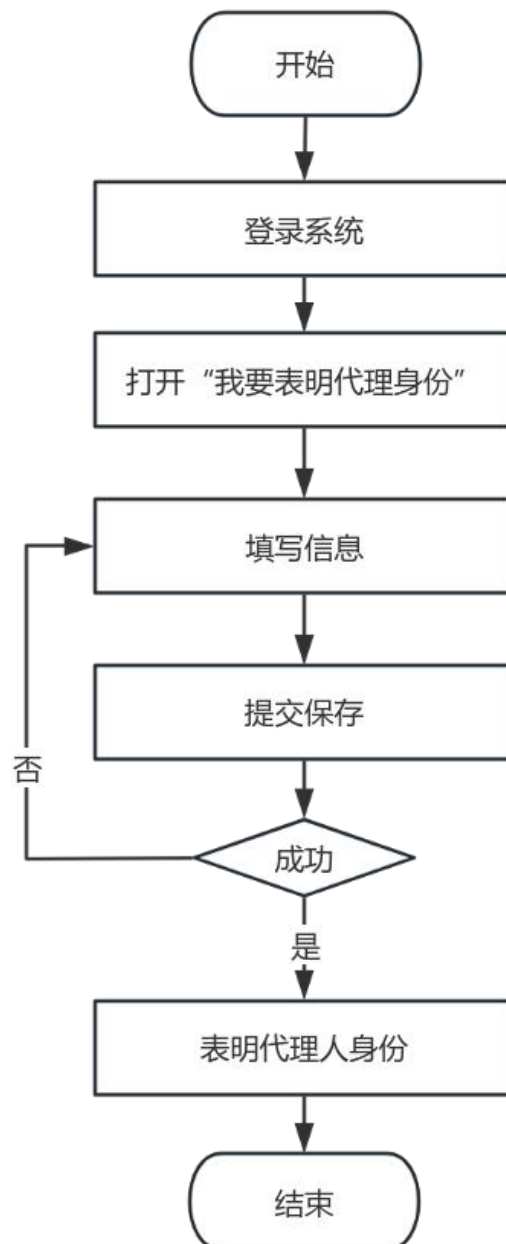 开始
登录系统
打开“我要表明代理身份”
填写信息
提交保存
否
成功
是
表明代理人身份
结束